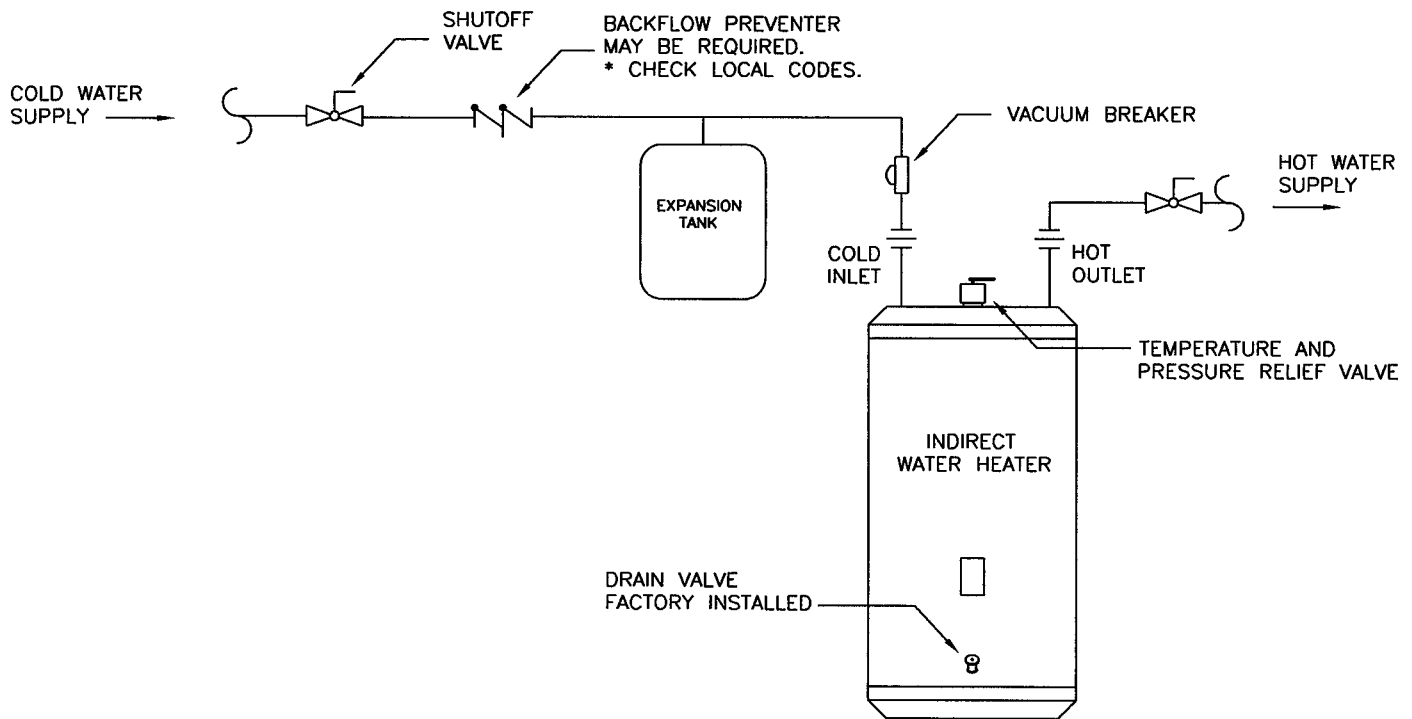 SHUTOFF
VALVE
BACKFLOW PREVENTER
MAY BE REQUIRED.
* CHECK LOCAL CODES.
COLD WATER
SUPPLY
VACUUM BREAKER
HOT WATER
SUPPLY
EXPANSION
TANK
COLD
INLET
HOT
OUTLET
TEMPERATURE AND
PRESSURE RELIEF VALVE
INDIRECT
WATER HEATER
DRAIN VALVE
FACTORY INSTALLED